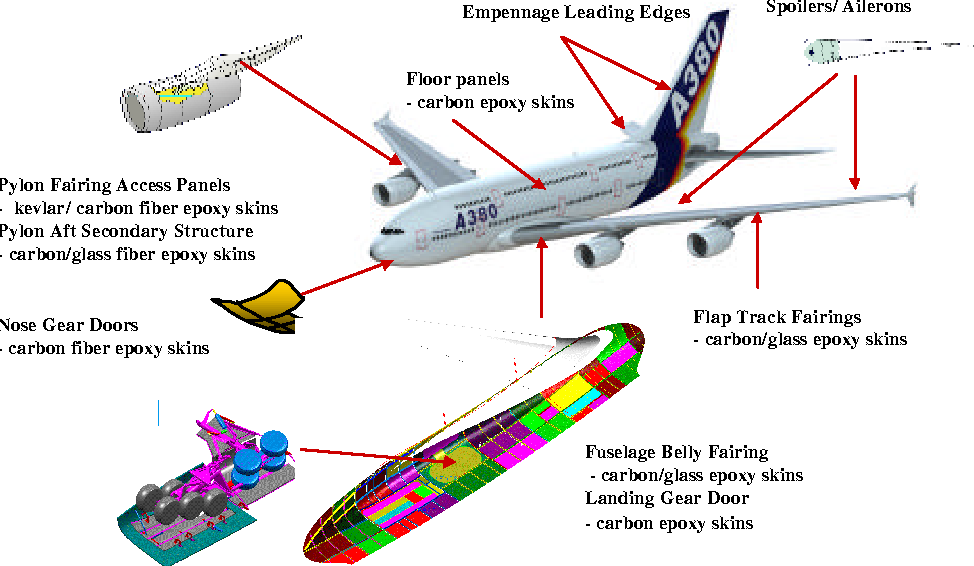 Empennage Leading Edges
Spoilers/ Ailerons
Floor panels
- carbon epoxy skins
A380
A380
Pylon Fairing Access Panels
- kevlar/ carbon fiber epoxy skins
Pylon Aft Secondary Structure
- carbon/glass fiber epoxy skins
Nose Gear Doors
- carbon fiber epoxy skins
Flap Track Fairings
- carbon/glass epoxy skins
Fuselage Belly Fairing
- carbon/glass epoxy skins
Landing Gear Door
- carbon epoxy skins